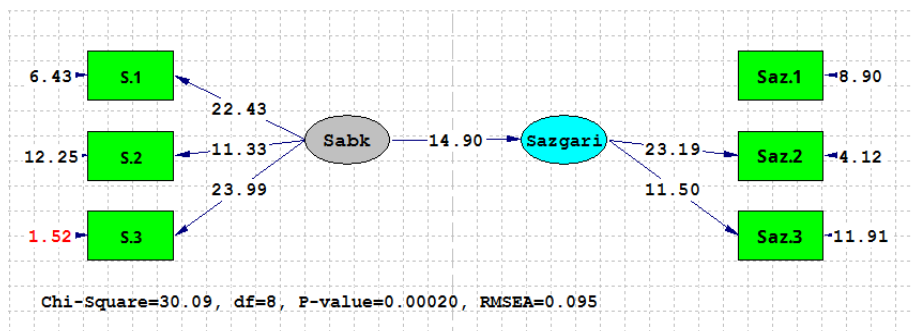 6.43 S.1 Saz.1 8.90
22.43
12.25 S.2 11.33 Sabk 14.90 Sazgari 23.19 Saz.2 4.12
23.99 11.50
1.52 S.3 Saz.3 11.91
Chi-Square=30.09, df=8, P-value=0.00020, RMSEA=0.095